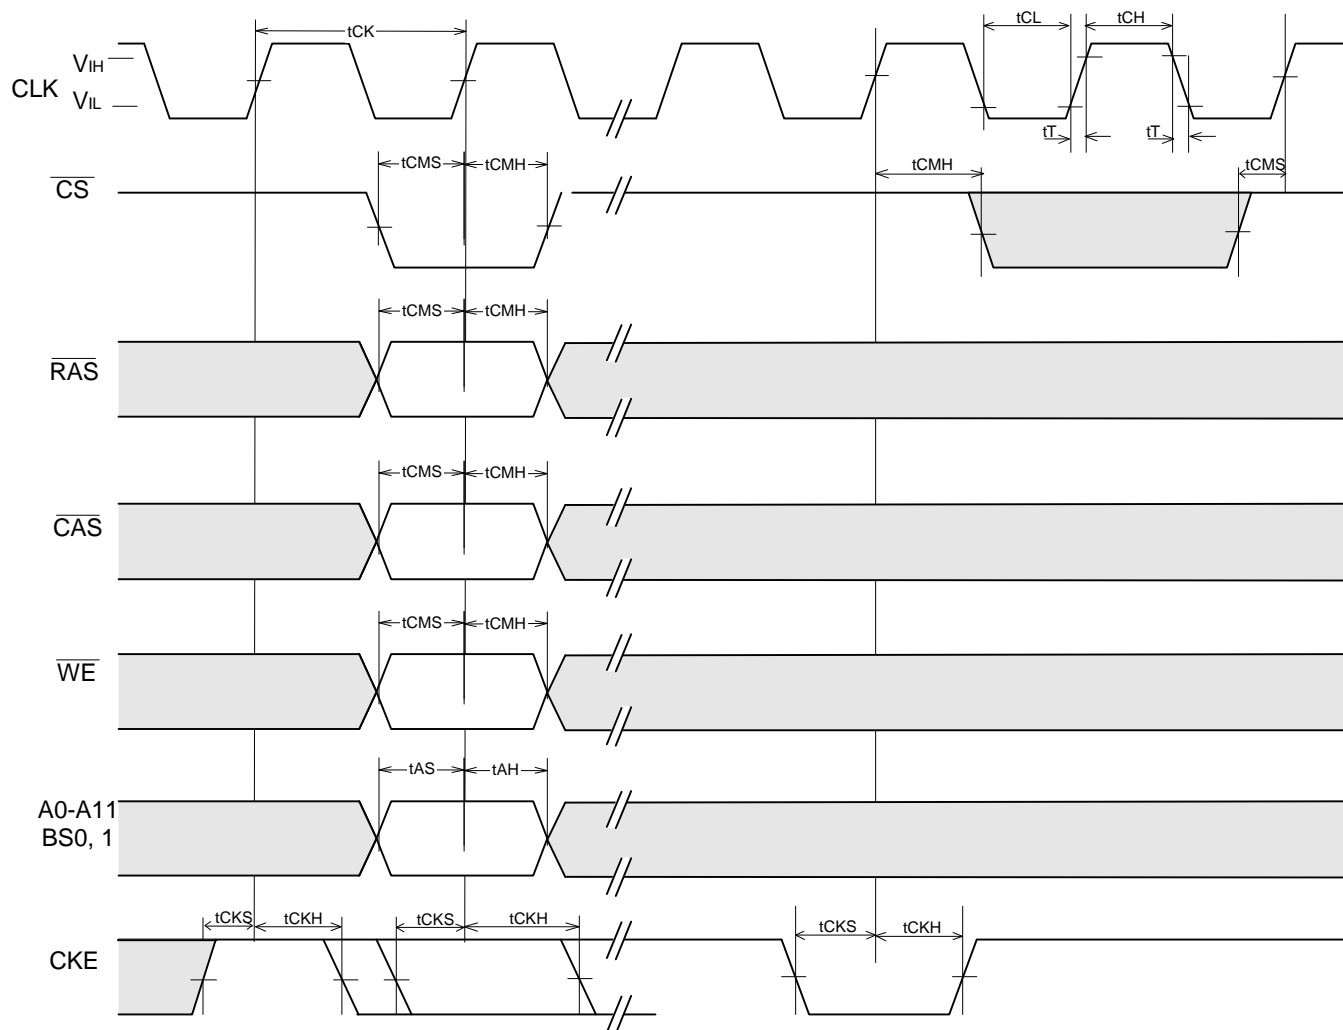 tCK
tCL
tCH
VIH
CLK
VIL
tT
tT
tCMS
tCMH
tCMH
tCMS
CS
tCMS
tCMH
RAS
tCMS
tCMH
CAS
tCMS
tCMH
WE
tAS
tAH
A0-A11
BS0, 1
tCKS
tCKH
tCKS
tCKH
tCKS
tCKH
CKE